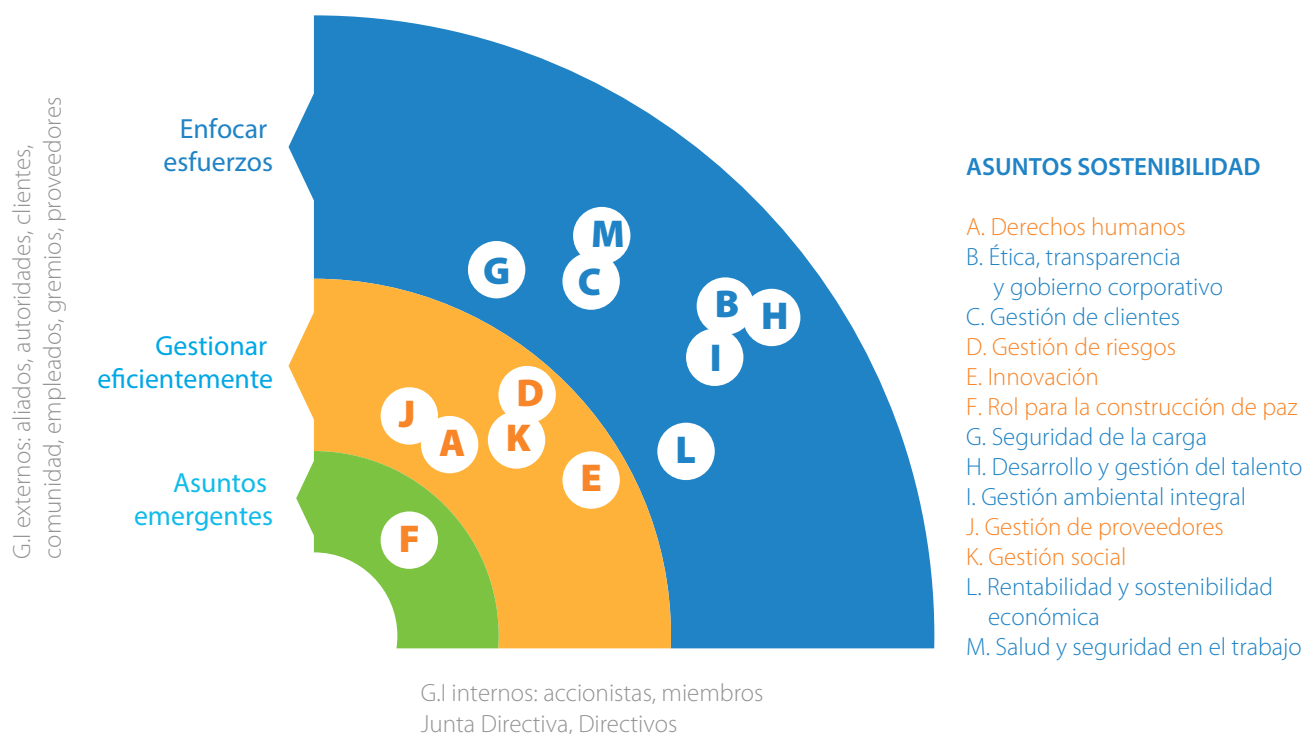 G.I externos: aliados, autoridades, clientes,
comunidad, empleados, gremios, proveedores
Enfocar
esfuerzos
Gestionar
eficientemente
Asuntos
emergentes
M
G
C
B
H
I
D
J
A
K
L
E
F
G.I internos: accionistas, miembros
Junta Directiva, Directivos
ASUNTOS SOSTENIBILIDAD
A. Derechos humanos
B. Ética, transparencia
y gobierno corporativo
C. Gestión de clientes
D. Gestión de riesgos
E. Innovación
F. Rol para la construcción de paz
G. Seguridad de la carga
H. Desarrollo y gestión del talento
I. Gestión ambiental integral
J. Gestión de proveedores
K. Gestión social
L. Rentabilidad y sostenibilidad
económica
M. Salud y seguridad en el trabajo